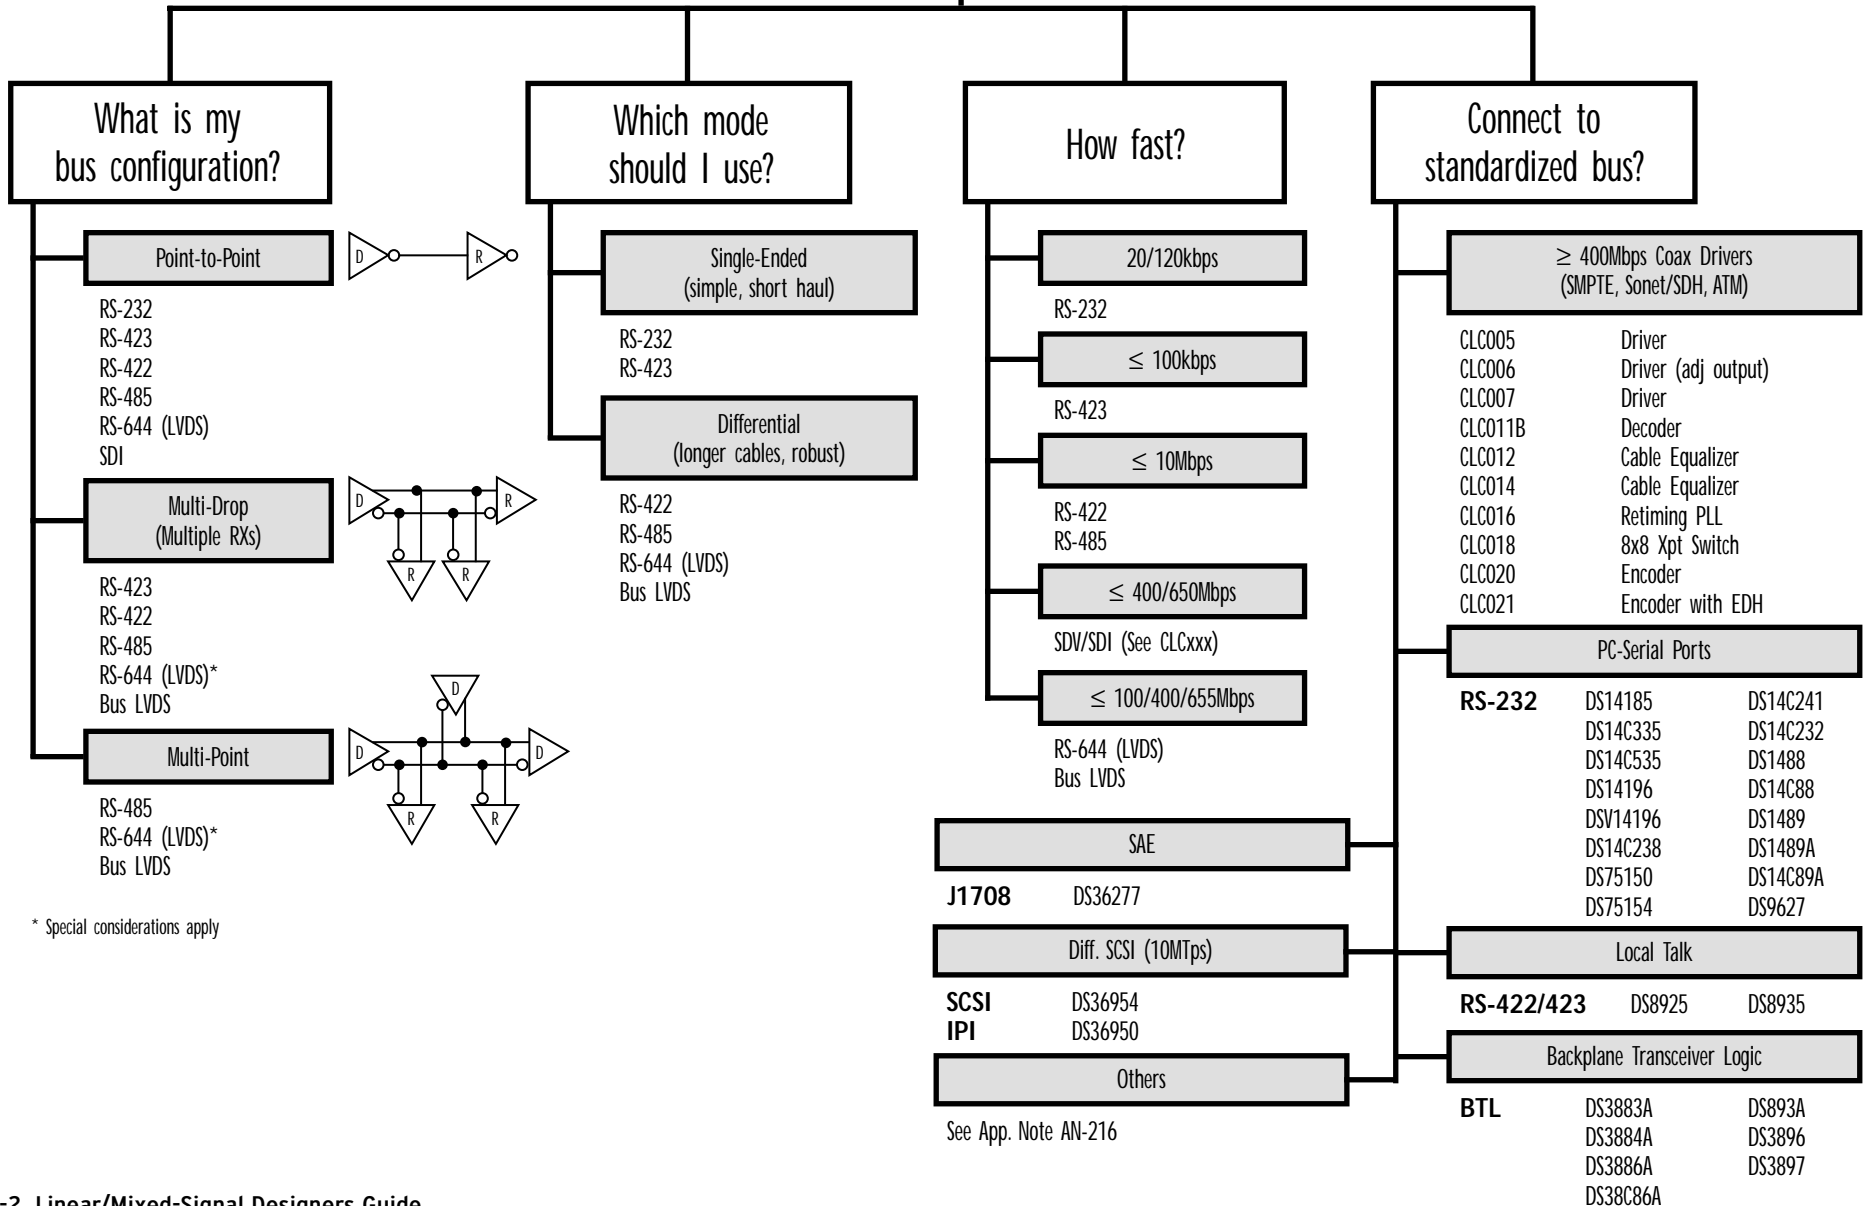 What is my
bus configuration?
Point-to-Point
D
R
RS-232
RS-423
RS-422
RS-485
RS-644 (LVDS)
SDI
Multi-Drop
(Multiple RXs)
D
R
R
R
RS-423
RS-422
RS-485
RS-644 (LVDS)*
Bus LVDS
Multi-Point
D
D
D
R
R
RS-485
RS-644 (LVDS)*
Bus LVDS
* Special considerations apply
Which mode
should I use?
Single-Ended
(simple, short haul)
RS-232
RS-423
Differential
(longer cables, robust)
RS-422
RS-485
RS-644 (LVDS)
Bus LVDS
How fast?
20/120kbps
RS-232
≤ 100kbps
RS-423
≤ 10Mbps
RS-422
RS-485
≤ 400/650Mbps
SDV/SDI (See CLCxxx)
≤ 100/400/655Mbps
RS-644 (LVDS)
Bus LVDS
Connect to
standardized bus?
≥ 400Mbps Coax Drivers
(SMPTE, Sonet/SDH, ATM)
CLC005 Driver
CLC006 Driver (adj output)
CLC007 Driver
CLC011B Decoder
CLC012 Cable Equalizer
CLC014 Cable Equalizer
CLC016 Retiming PLL
CLC018 8x8 Xpt Switch
CLC020 Encoder
CLC021 Encoder with EDH
PC-Serial Ports
RS-232 DS14185 DS14C241
DS14C335 DS14C232
DS14C535 DS1488
DS14196 DS14C88
DSV14196 DS1489
DS14C238 DS1489A
DS75150 DS14C89A
DS75154 DS9627
Local Talk
RS-422/423 DS8925 DS8935
Backplane Transceiver Logic
BTL DS3883A DS893A
DS3884A DS3896
DS3886A DS3897
DS38C86A
SAE
J1708 DS36277
Diff. SCSI (10MTps)
SCSI DS36954
IPI DS36950
Others
See App. Note AN-216
-2 Linear/Mixed-Signal Designers Guide